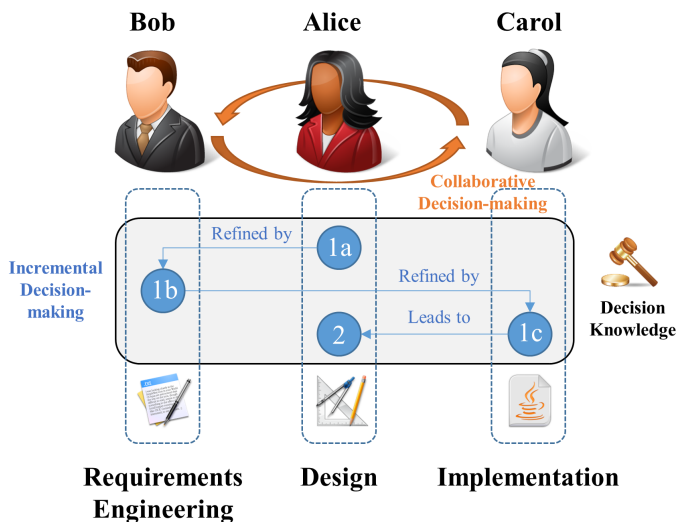 Bob
Alice
Carol
Collaborative
Decision-making
Refined by
1a
Incremental
Decision-
making
1b
Refined by
Decision
Knowledge
Leads to
2
1c
Requirements
Engineering
Design
Implementation